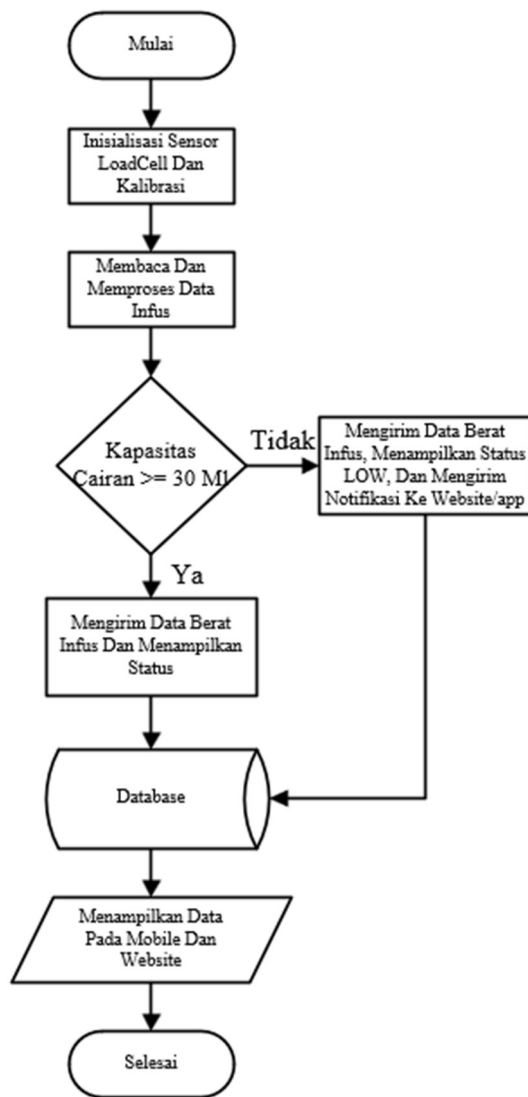 Mulai
Inisialisasi Sensor
LoadCell Dan
Kalibrasi
Membaca Dan
Memproses Data
Infus
Kapasitas
Cairan >= 30 Ml
Tidak
Mengirim Data Berat
Infus, Menampilkan Status
LOW, Dan Mengirim
Notifikasi Ke Website/app
Ya
Mengirim Data Berat
Infus Dan Menampilkan
Status
Database
Menampilkan Data
Pada Mobile Dan
Website
Selesai